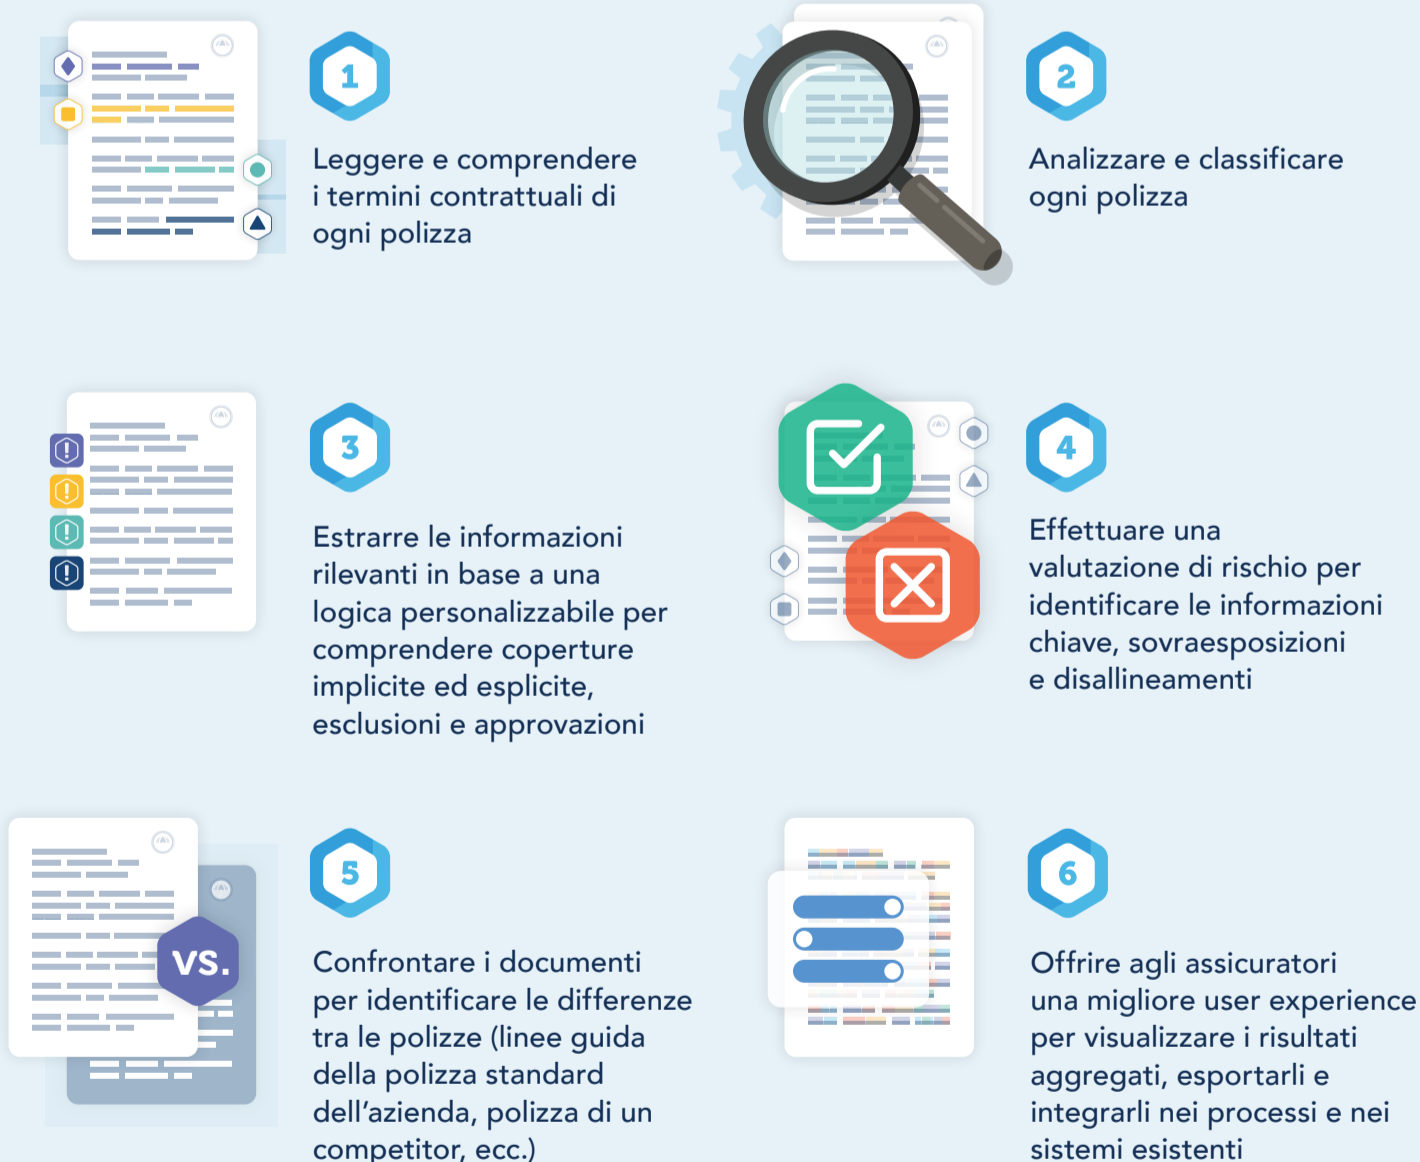 1
Leggere e comprendere
i termini contrattuali di
ogni polizza
2
Analizzare e classificare
ogni polizza
3
Estrarre le informazioni
rilevanti in base a una
logica personalizzabile per
comprendere coperture
implicite ed esplicite,
esclusioni e approvazioni
4
Effettuare una
valutazione di rischio per
identificare le informazioni
chiave, sovraesposizioni
e disallineamenti
VS.
5
Confrontare i documenti
per identificare le differenze
tra le polizze (linee guida
della polizza standard
dell’azienda, polizza di un
competitor, ecc.)
6
Offrire agli assicuratori
una migliore user experience
per visualizzare i risultati
aggregati, esportarli e
integrarli nei processi e nei
sistemi esistenti